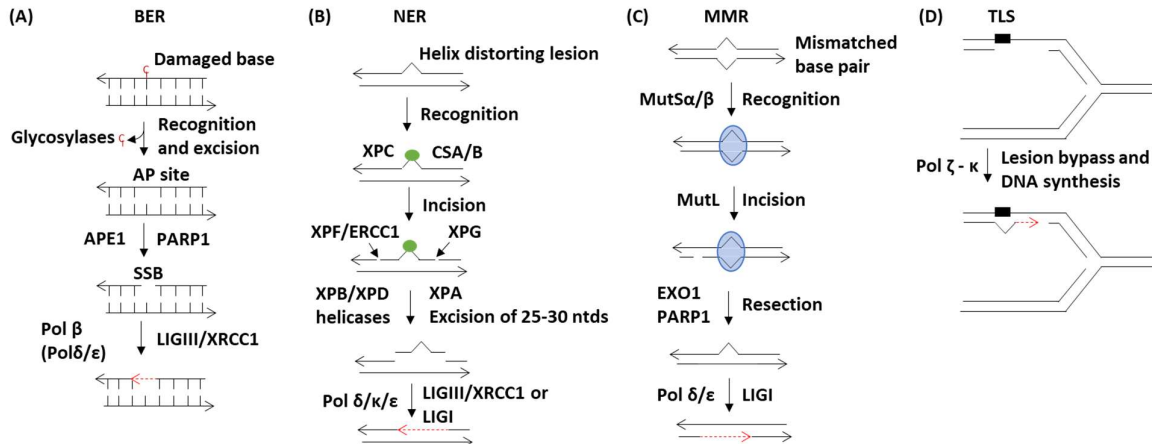 (A) BER
Damaged base
Glycosylases
Recognition
and excision
AP site
APE1 PARP1
SSB
Pol β
(Polδ/ε)
LIGIII/XRCC1
(B) NER
Helix distorting lesion
Recognition
XPC CSA/B
Incision
XPF/ERCC1 XPG
XPB/XPD
helicases
XPA
Excision of 25-30 ntds
Pol δ/κ/ε
LIGIII/XRCC1 or
LIGI
(C) MMR
Mismatched
base pair
MutSα/β Recognition
MutL Incision
EXO1
PARP1
Resection
Pol δ/ε LIGI
(D) TLS
Pol ζ - κ
Lesion bypass and
DNA synthesis